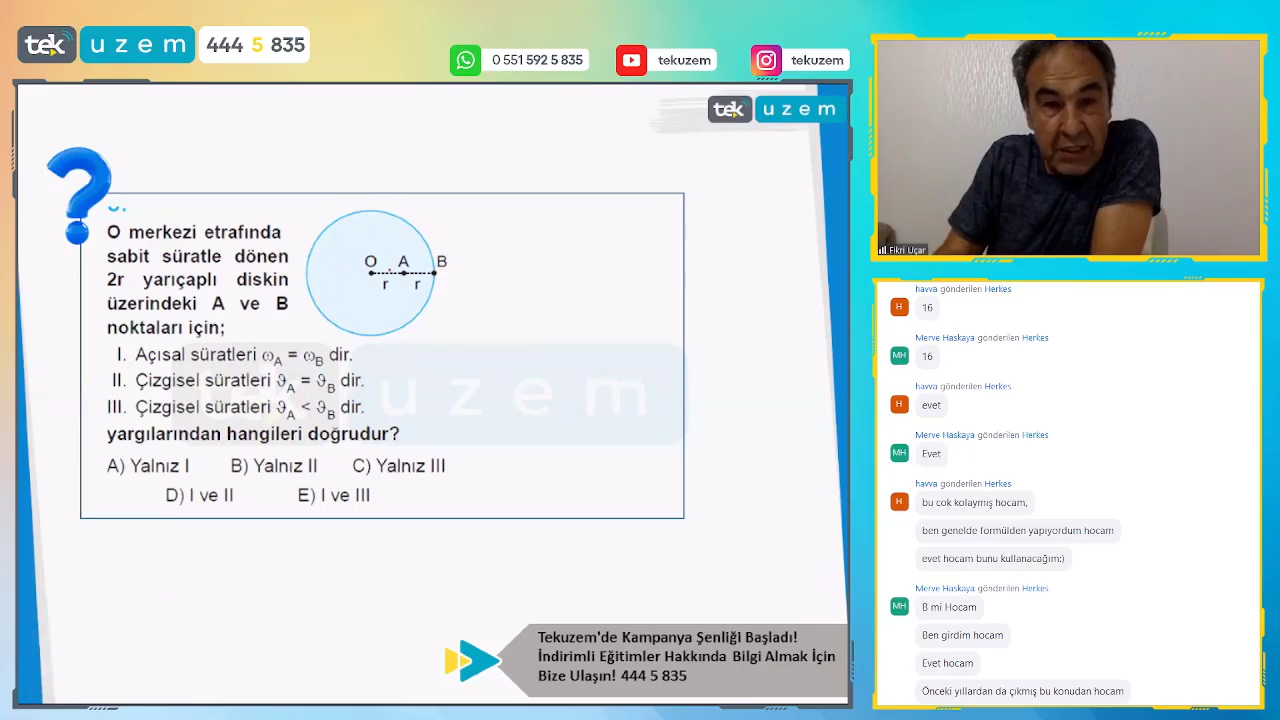 tek uzem 444 5 835
0 551 592 5 835
tekuzem
tekuzem
tek uzem
O merkezi etrafında
sabit süratle dönen
2r yarıçaplı diskin
üzerindeki A ve B
noktaları için;
O A B
r r
I. Açısal süratleri ωA = ωB dir.
II. Çizgisel süratleri ϑA = ϑB dir.
III. Çizgisel süratleri ϑA < ϑB dir.
yargılarından hangileri doğrudur?
A) Yalnız I B) Yalnız II C) Yalnız III
D) I ve II E) I ve III
tek uzem
Tekuzem'de Kampanya Şenliği Başladı!
İndirimli Eğitimler Hakkında Bilgi Almak İçin
Bize Ulaşın! 444 5 835
Fikri Uçar
havva gönderilen Herkes
H 16
Merve Haskaya gönderilen Herkes
MH 16
havva gönderilen Herkes
H evet
Merve Haskaya gönderilen Herkes
MH Evet
havva gönderilen Herkes
H bu cok kolaymış hocam,
ben genelde formülden yapıyordum hocam
evet hocam bunu kullanacağım:)
Merve Haskaya gönderilen Herkes
MH B mi Hocam
Ben girdim hocam
Evet hocam
Önceki yıllardan da çıkmış bu konudan hocam